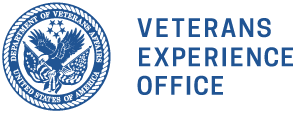 DEPARTMENT OF VETERANS AFFAIRS
UNITED STATES OF AMERICA
VETERANS
EXPERIENCE
OFFICE